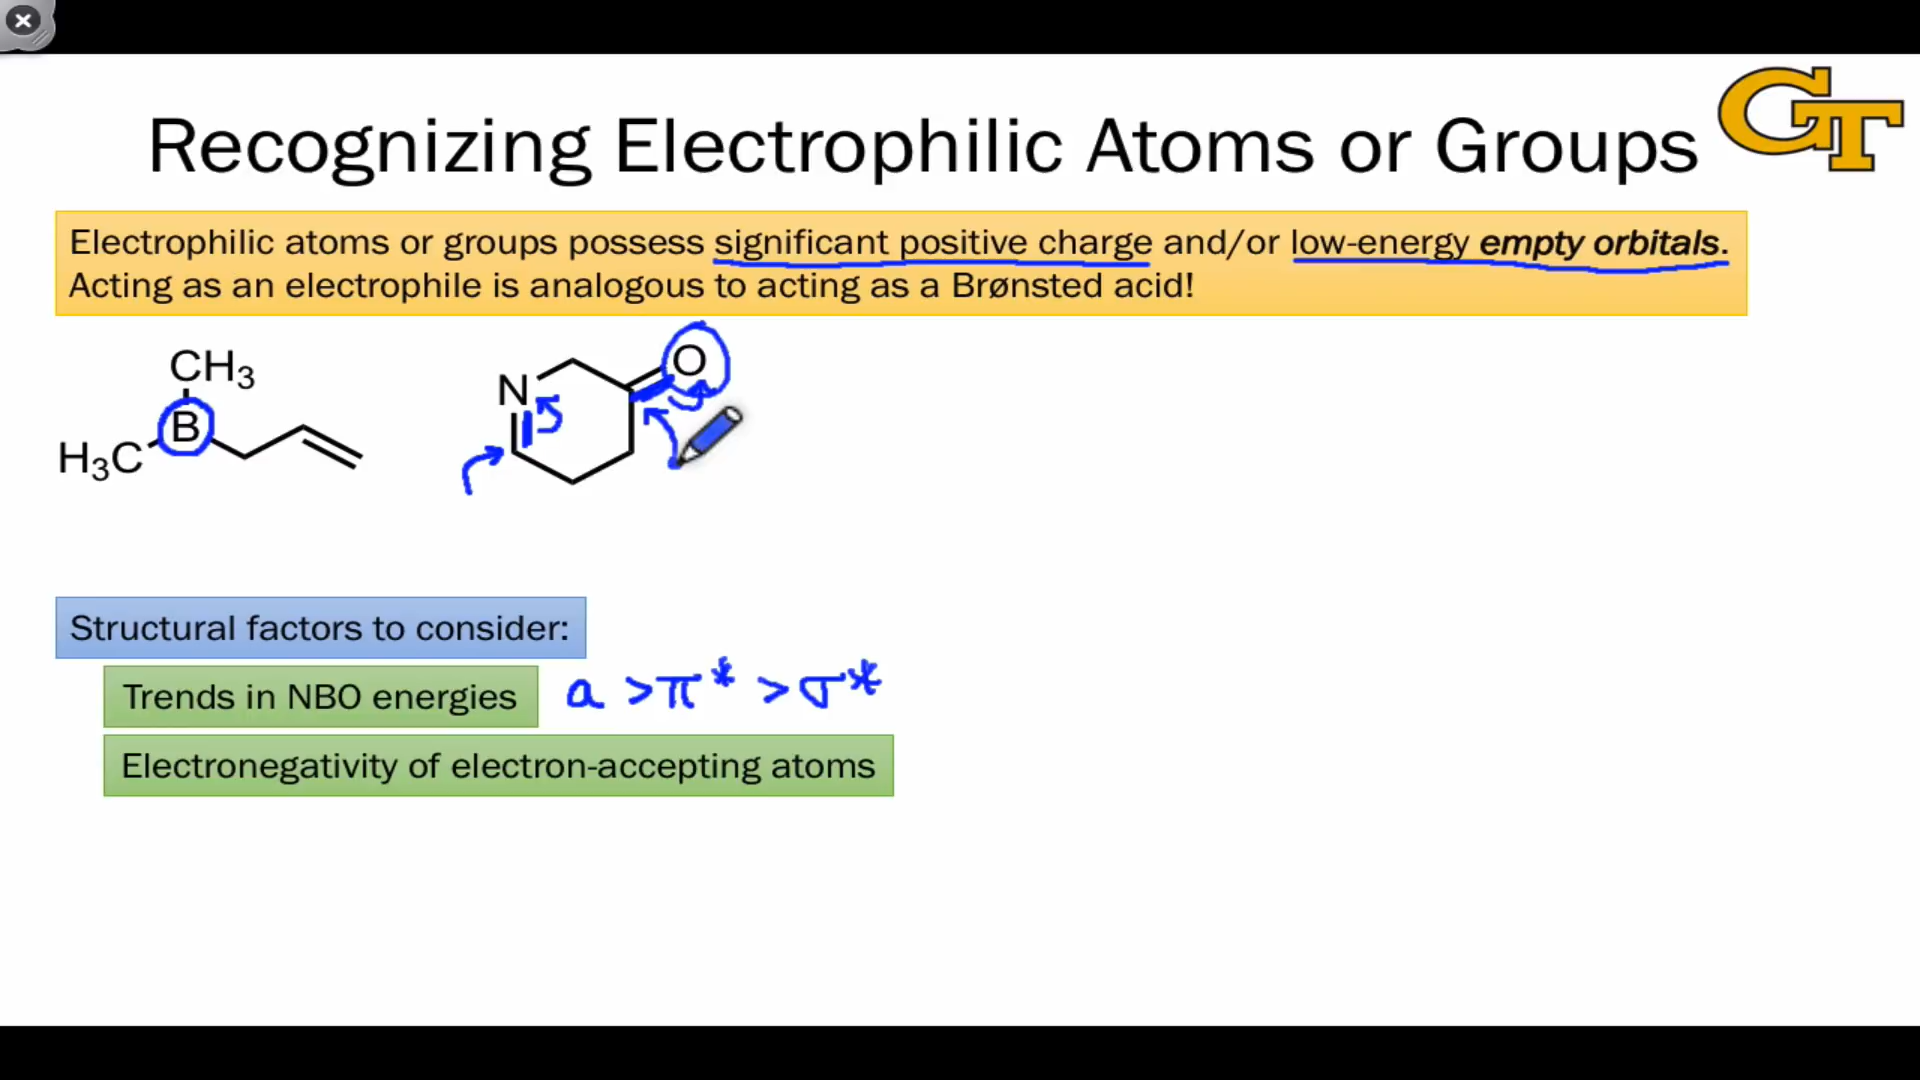 Recognizing Electrophilic Atoms or Groups
GT
Electrophilic atoms or groups possess significant positive charge and/or low-energy empty orbitals.
Acting as an electrophile is analogous to acting as a Brønsted acid!
CH₃
B
H₃C
N
O
Structural factors to consider:
Trends in NBO energies
a > π* > σ*
Electronegativity of electron-accepting atoms